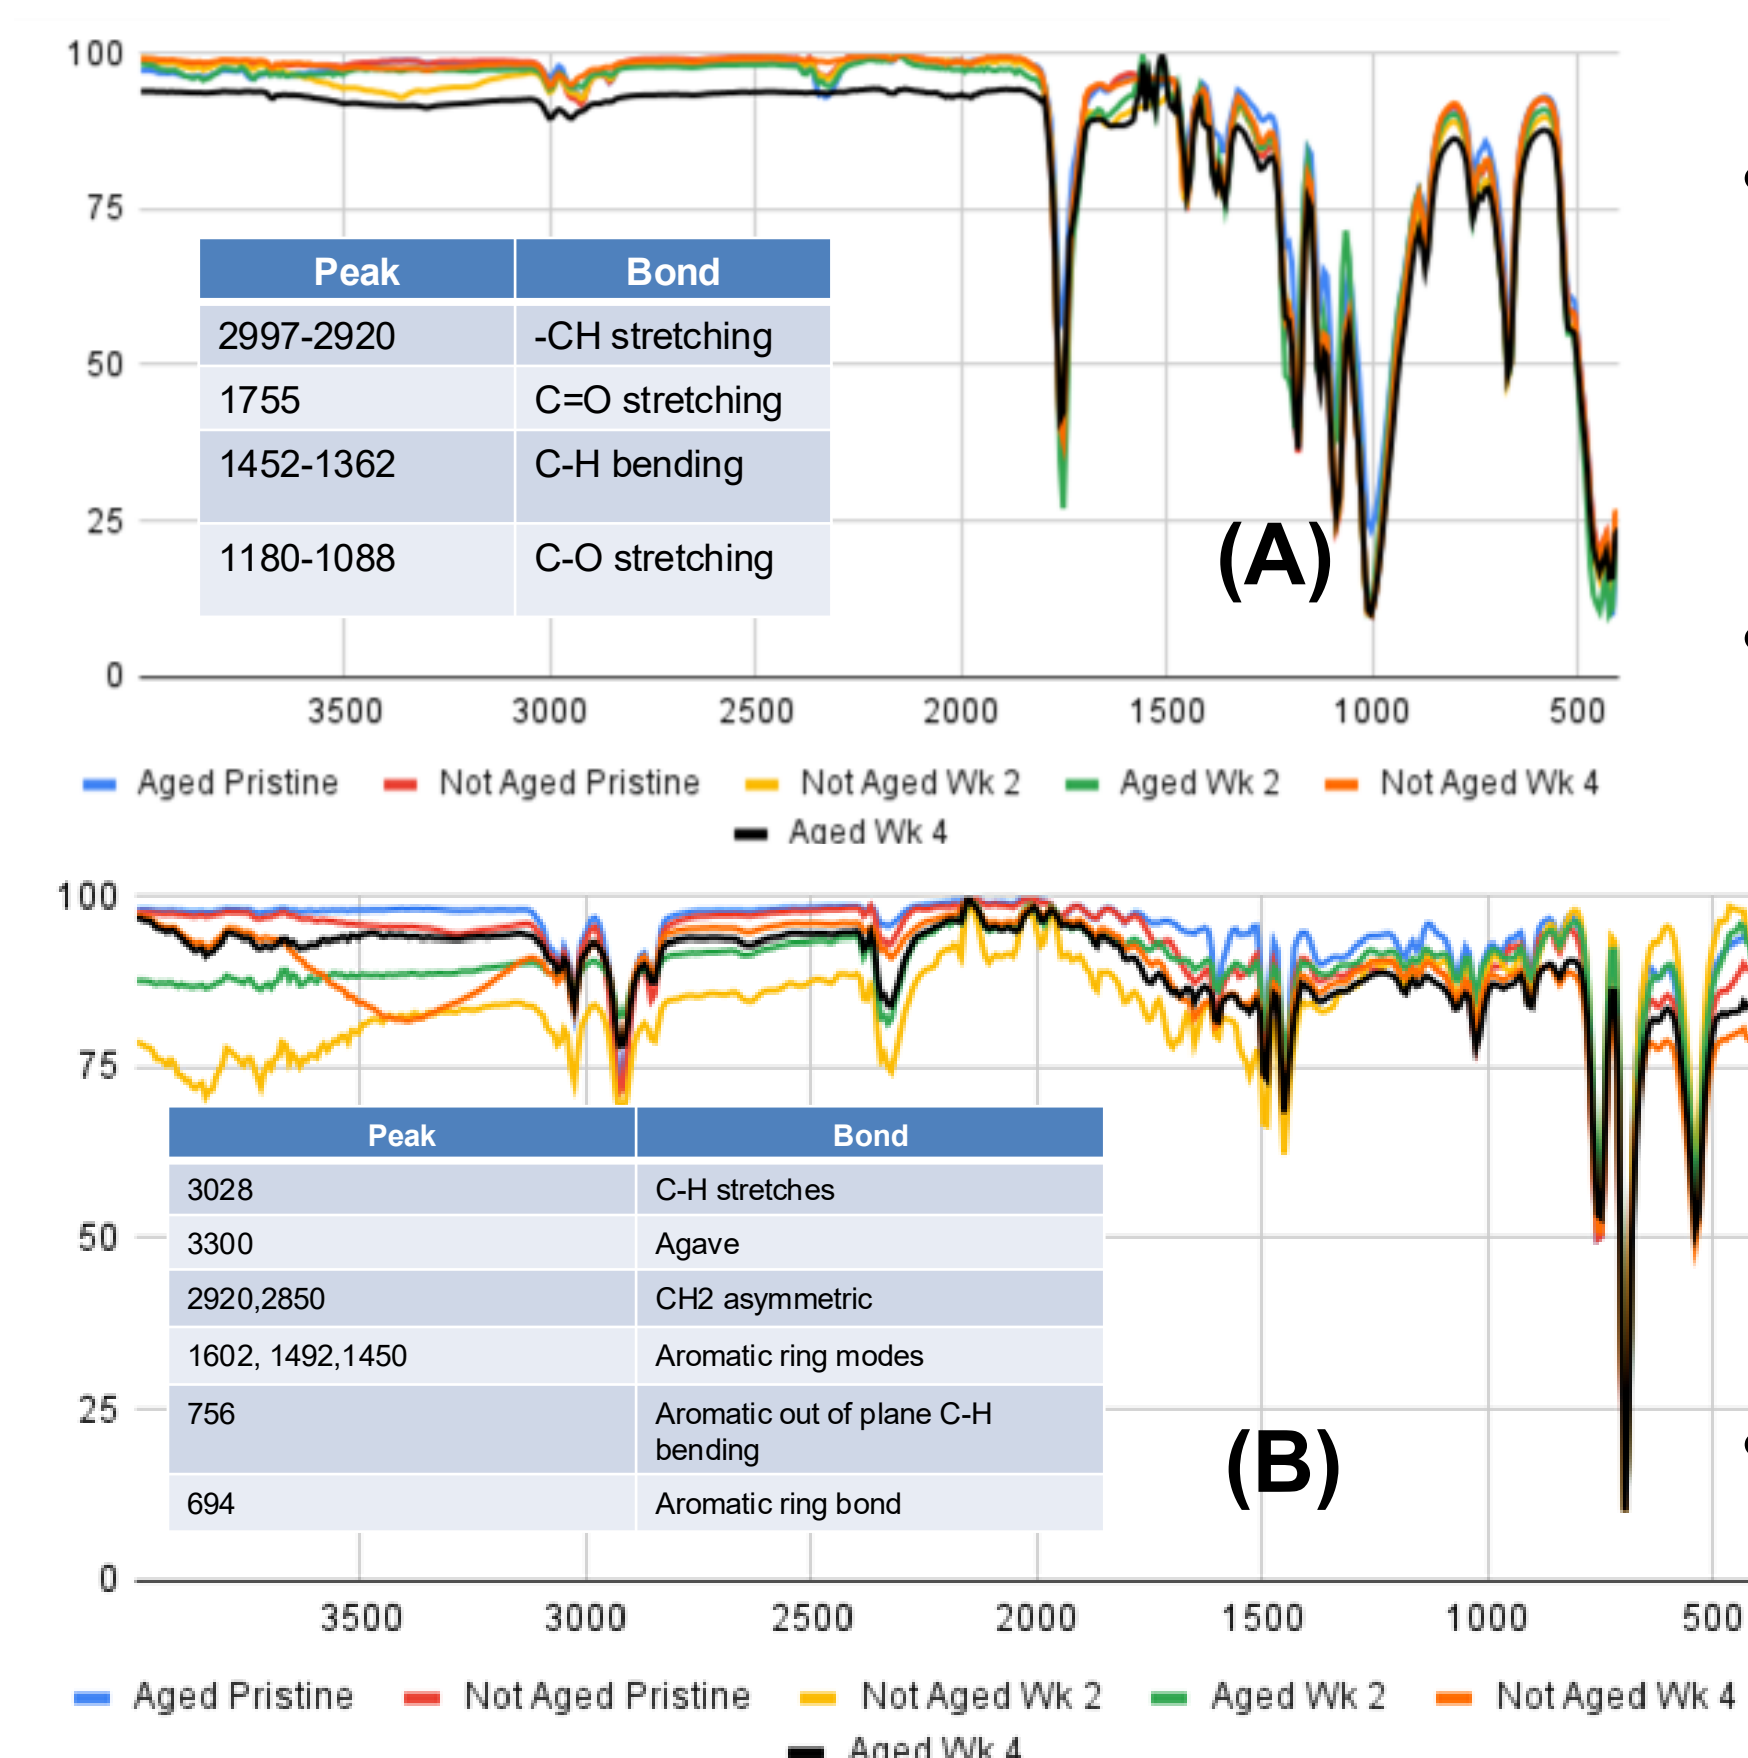 100
75
50
25
0
Peak Bond
2997-2920 -CH stretching
1755 C=O stretching
1452-1362 C-H bending
1180-1088 C-O stretching
(A)
3500 3000 2500 2000 1500 1000 500
Aged Pristine Not Aged Pristine Not Aged Wk 2 Aged Wk 2 Not Aged Wk 4
Aged Wk 4
100
75
50
25
0
Peak Bond
3028 C-H stretches
3300 Agave
2920,2850 CH2 asymmetric
1602, 1492,1450 Aromatic ring modes
756 Aromatic out of plane C-H
bending
694 Aromatic ring bond
(B)
3500 3000 2500 2000 1500 1000 500
Aged Pristine Not Aged Pristine Not Aged Wk 2 Aged Wk 2 Not Aged Wk 4
Aged Wk 4